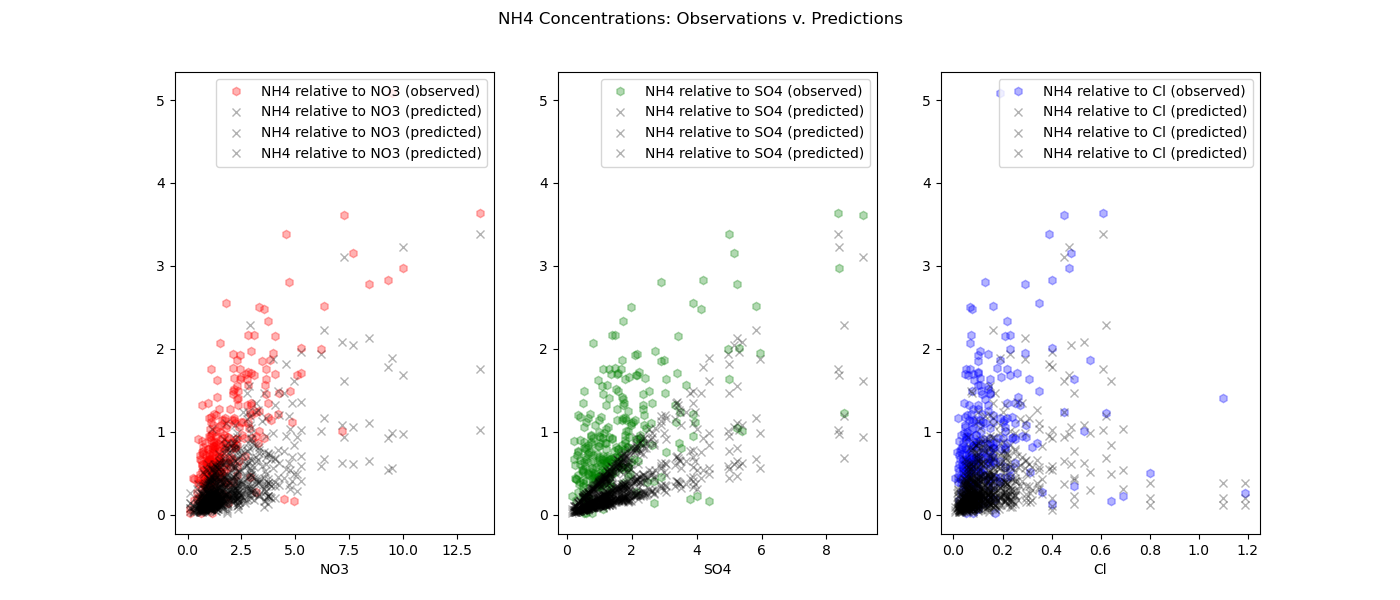 NH4 Concentrations: Observations v. Predictions
NH4 relative to NO3 (observed)
NH4 relative to NO3 (predicted)
NH4 relative to NO3 (predicted)
NH4 relative to NO3 (predicted)
5
4
3
2
1
0
0.0 2.5 5.0 7.5 10.0 12.5
NO3
NH4 relative to SO4 (observed)
NH4 relative to SO4 (predicted)
NH4 relative to SO4 (predicted)
NH4 relative to SO4 (predicted)
5
4
3
2
1
0
0 2 4 6 8
SO4
NH4 relative to Cl (observed)
NH4 relative to Cl (predicted)
NH4 relative to Cl (predicted)
NH4 relative to Cl (predicted)
5
4
3
2
1
0
0.0 0.2 0.4 0.6 0.8 1.0 1.2
Cl